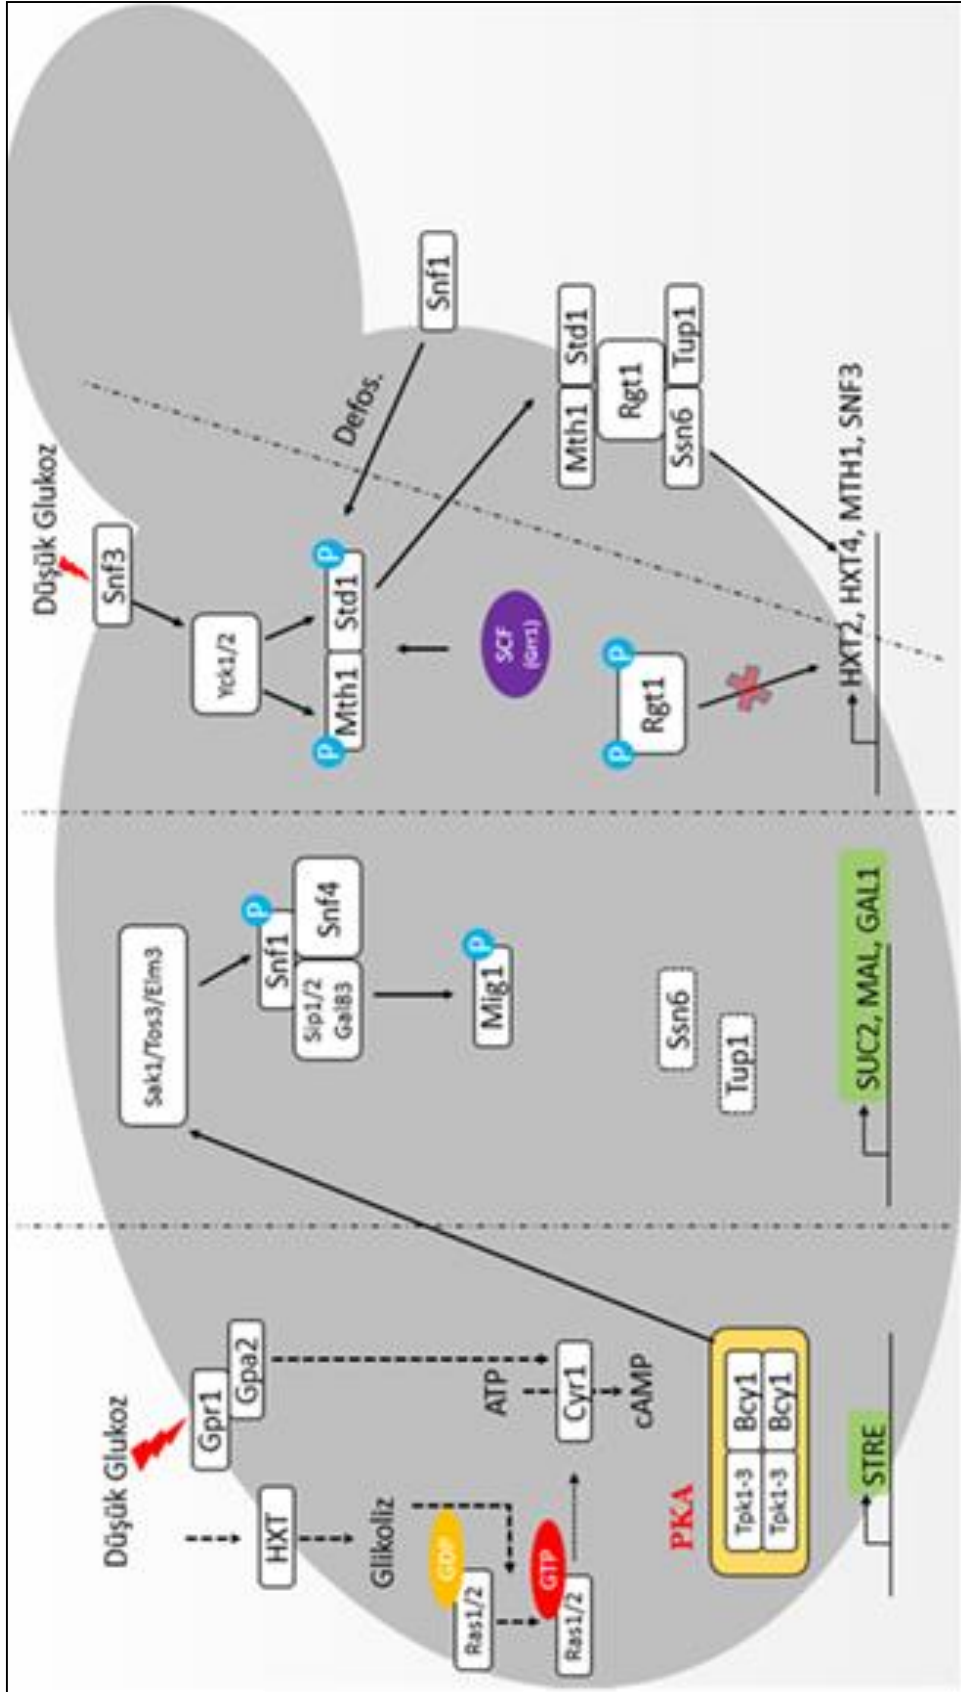 Düşük Glukoz
HXT
Gpr1
Gpa2
Glikoliz
GDP
Ras1/2
GTP
Ras1/2
ATP
Cyr1
cAMP
PKA
Tpk1-3
Bcy1
Tpk1-3
Bcy1
STRE
Sak1/Tos3/Elm3
P
Snf1
Sip1/2
Gal83
Snf4
P
Mig1
Ssn6
Tup1
SUC2, MAL, GAL1
Düşük Glukoz
Snf3
Yck1/2
P
Mth1
Std1
P
SCF
(Grr1)
P
P
Rgt1
Defos.
Snf1
Mth1
Std1
Rgt1
Ssn6
Tup1
HXT2, HXT4, MTH1, SNF3